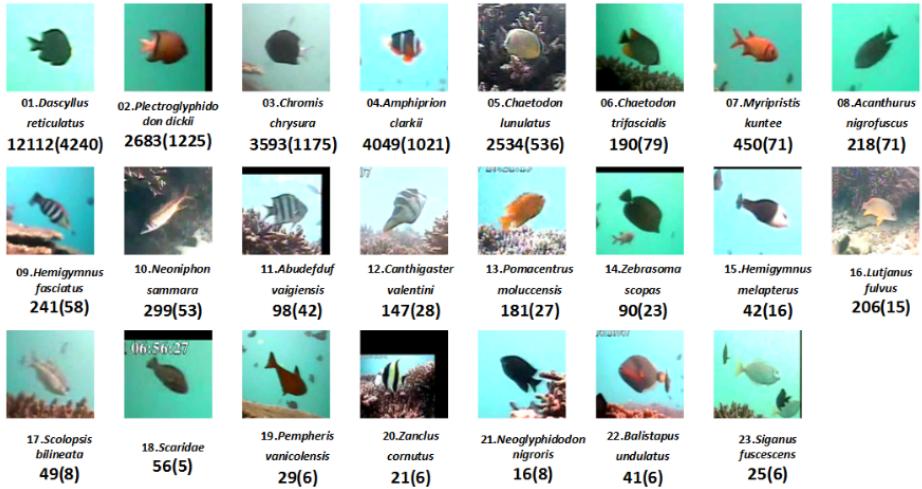 01.Dascyllus
reticulatus
12112(4240)
02.Plectroglyphido
don dickii
2683(1225)
03.Chromis
chrysura
3593(1175)
04.Amphiprion
clarkii
4049(1021)
05.Chaetodon
lunulatus
2534(536)
06.Chaetodon
trifascialis
190(79)
07.Myripristis
kuntee
450(71)
08.Acanthurus
nigrofuscus
218(71)
09.Hemigymnus
fasciatus
241(58)
10.Neoniphon
sammara
299(53)
11.Abudefduf
vaigiensis
98(42)
12.Canthigaster
valentini
147(28)
13.Pomacentrus
moluccensis
181(27)
14.Zebrasoma
scopas
90(23)
15.Hemigymnus
melapterus
42(16)
16.Lutjanus
fulvus
206(15)
06:56:27
17.Scolopsis
bilineata
49(8)
18.Scaridae
56(5)
19.Pempheris
vanicolensis
29(6)
20.Zanclus
cornutus
21(6)
21.Neoglyphidodon
nigroris
16(8)
22.Balistapus
undulatus
41(6)
23.Siganus
fuscescens
25(6)